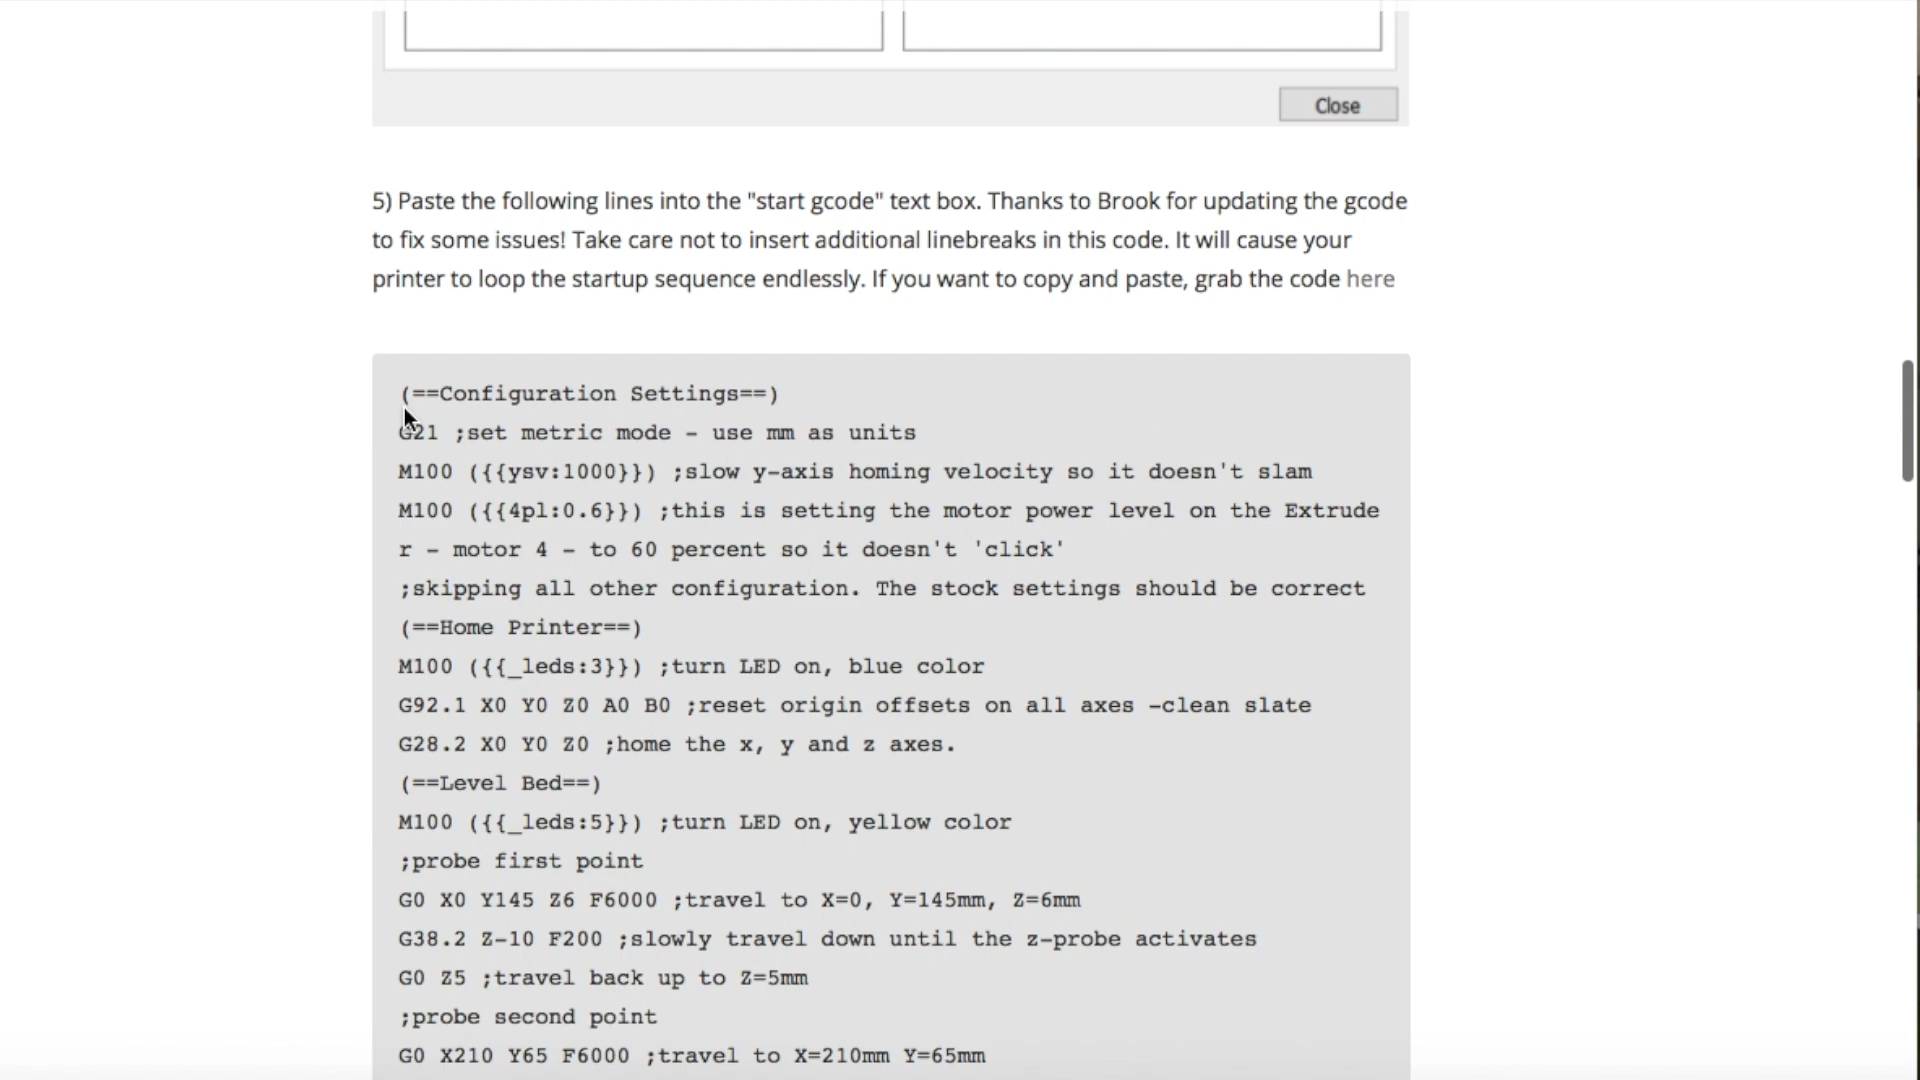 Close
5) Paste the following lines into the "start gcode" text box. Thanks to Brook for updating the gcode
to fix some issues! Take care not to insert additional linebreaks in this code. It will cause your
printer to loop the startup sequence endlessly. If you want to copy and paste, grab the code here
(==Configuration Settings==)
G21 ;set metric mode - use mm as units
M100 ({{ysv:1000}}) ;slow y-axis homing velocity so it doesn't slam
M100 ({{4pl:0.6}}) ;this is setting the motor power level on the Extrude
r - motor 4 - to 60 percent so it doesn't 'click'
;skipping all other configuration. The stock settings should be correct
(==Home Printer==)
M100 ({{_leds:3}}) ;turn LED on, blue color
G92.1 X0 Y0 Z0 A0 B0 ;reset origin offsets on all axes -clean slate
G28.2 X0 Y0 Z0 ;home the x, y and z axes.
(==Level Bed==)
M100 ({{_leds:5}}) ;turn LED on, yellow color
;probe first point
G0 X0 Y145 Z6 F6000 ;travel to X=0, Y=145mm, Z=6mm
G38.2 Z-10 F200 ;slowly travel down until the z-probe activates
G0 Z5 ;travel back up to Z=5mm
;probe second point
G0 X210 Y65 F6000 ;travel to X=210mm Y=65mm